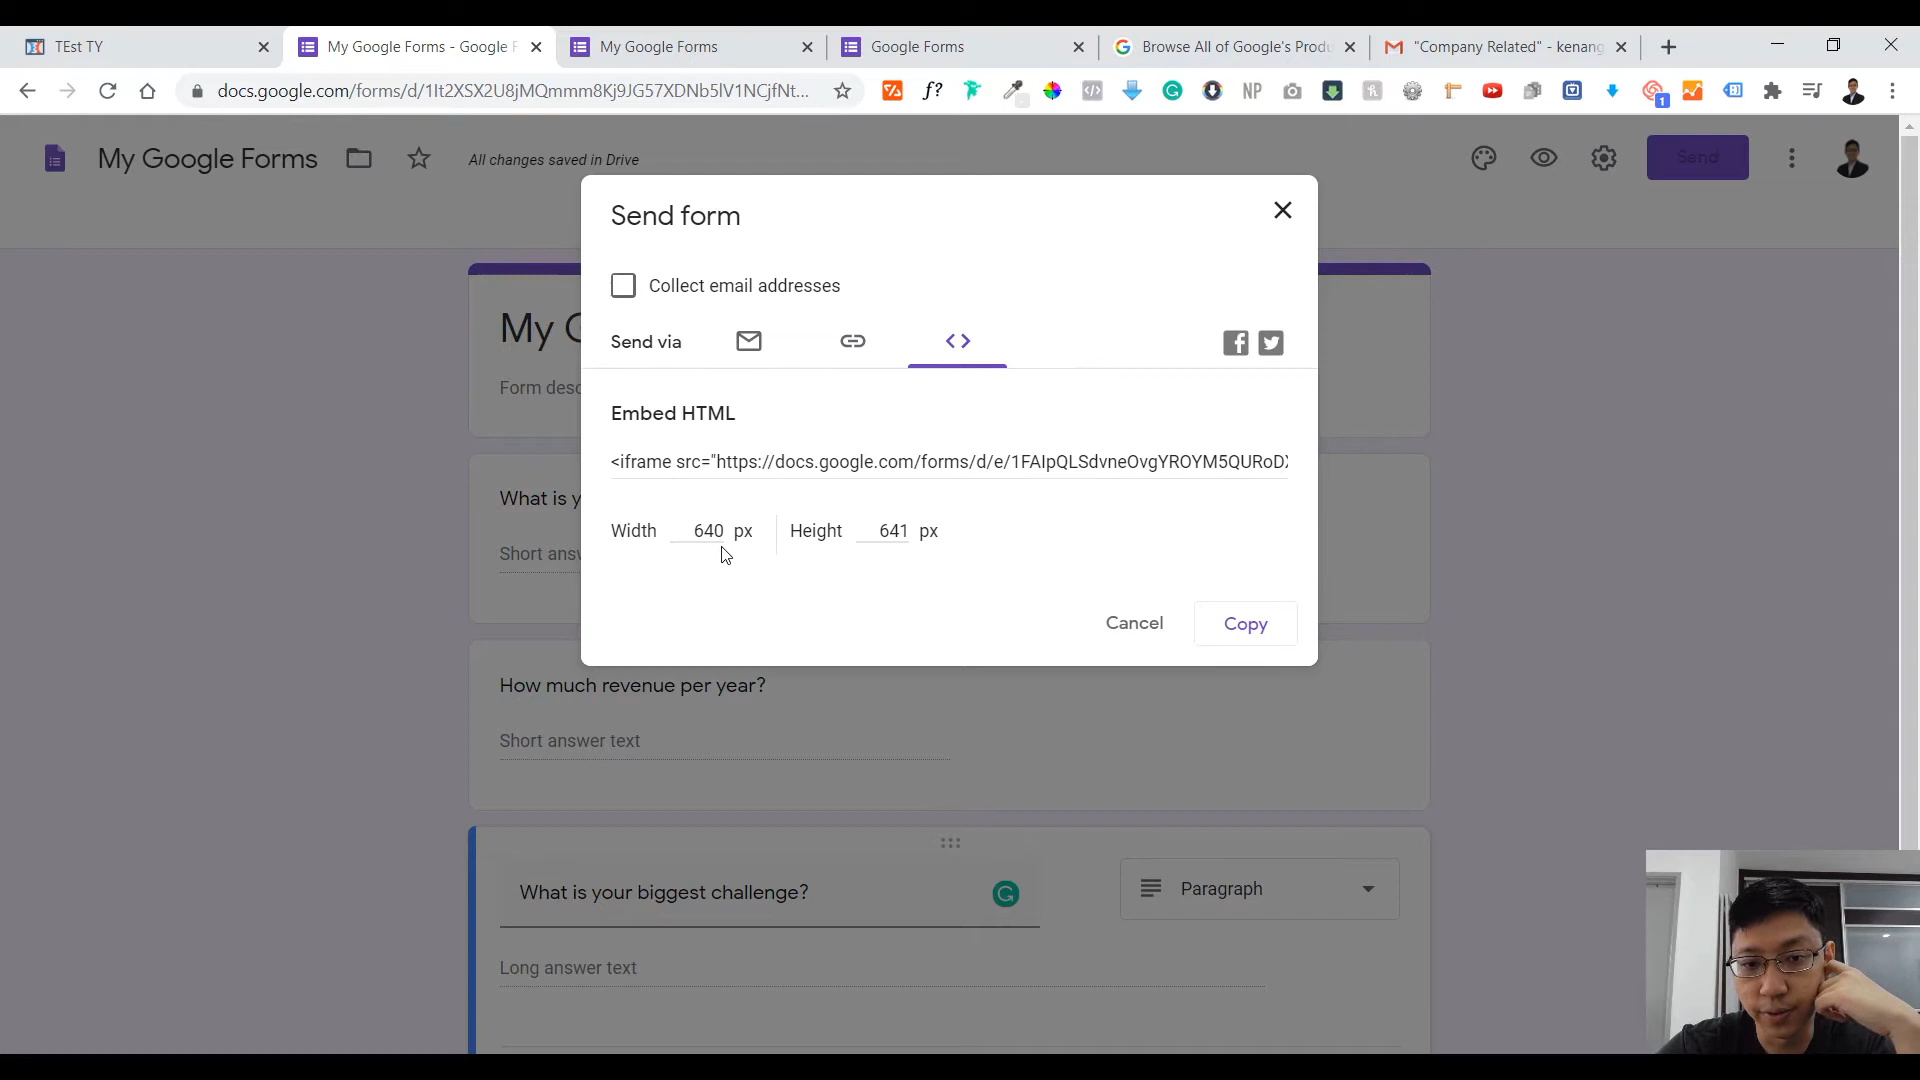 TEst TY
My Google Forms - Google F
My Google Forms
Google Forms
Browse All of Google's Produ
"Company Related" - kenang
docs.google.com/forms/d/1It2XSX2U8jMQmmm8Kj9JG57XDNb5lV1NCjfNt...
f?
NP
1
My Google Forms
All changes saved in Drive
Send
Send form
Collect email addresses
My G
Send via
Form desc
Embed HTML
<iframe src="https://docs.google.com/forms/d/e/1FAIpQLSdvneOvgYROYM5QURoDX
What is y
Width 640 px
Height 641 px
Short ans
Cancel
Copy
How much revenue per year?
Short answer text
What is your biggest challenge?
Paragraph
Long answer text